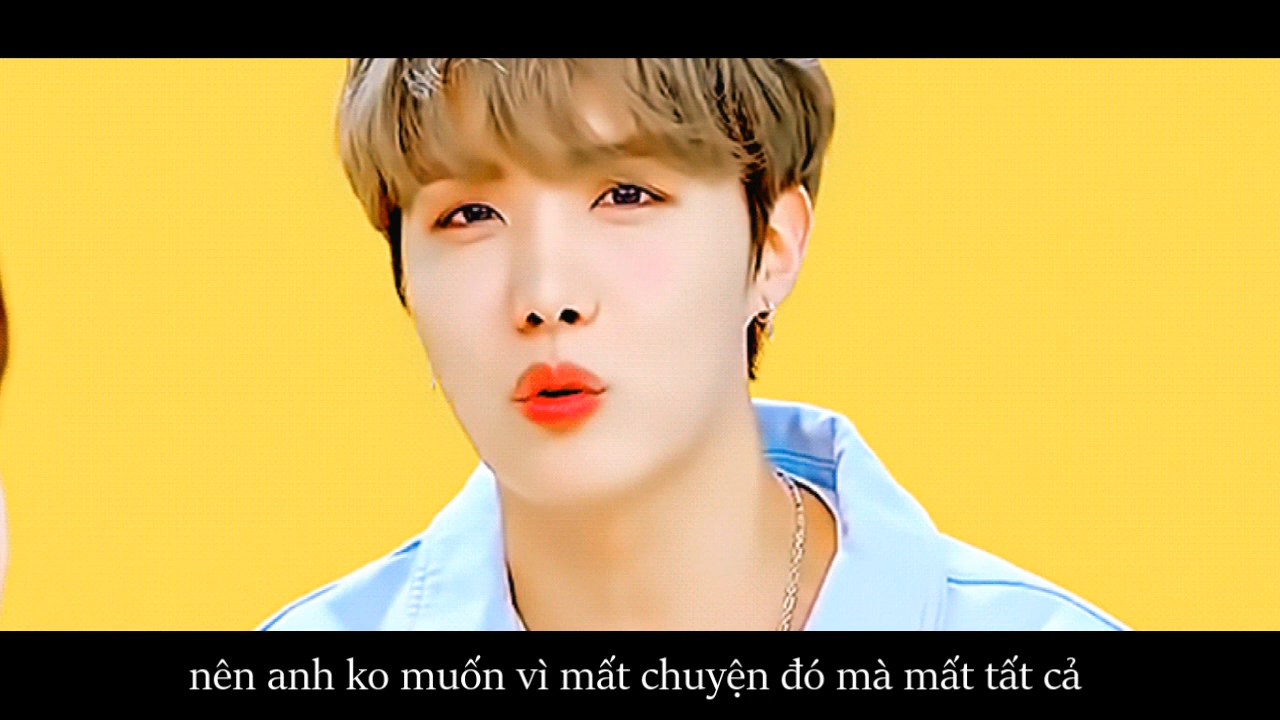 nên anh ko muốn vì mất chuyện đó mà mất tất cả